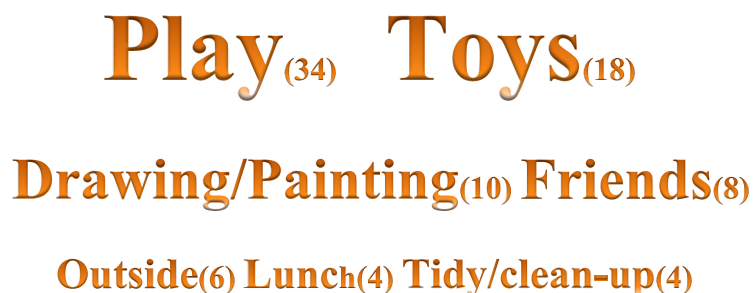 Play(34) Toys(18)
Drawing/Painting(10) Friends(8)
Outside(6) Lunch(4) Tidy/clean-up(4)